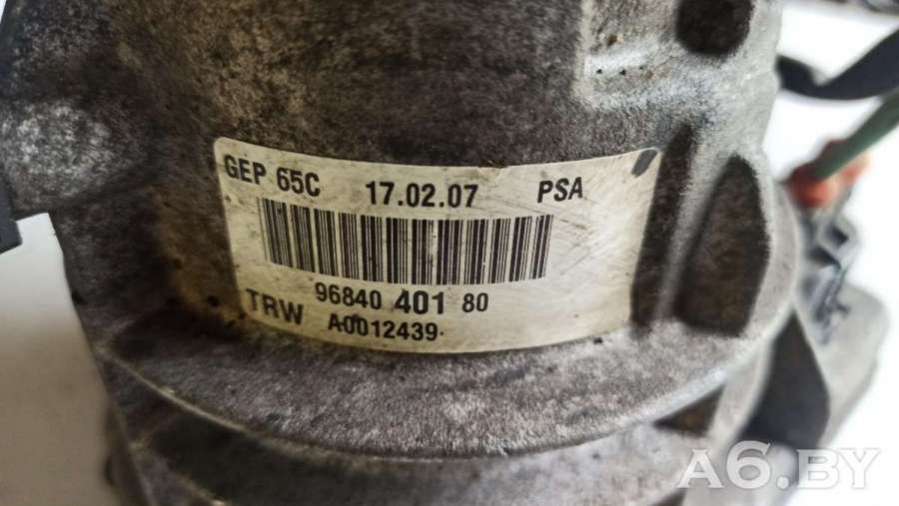 GEP 65C 17.02.07 PSA
96840 401 80
TRW A0012439
A6.BY